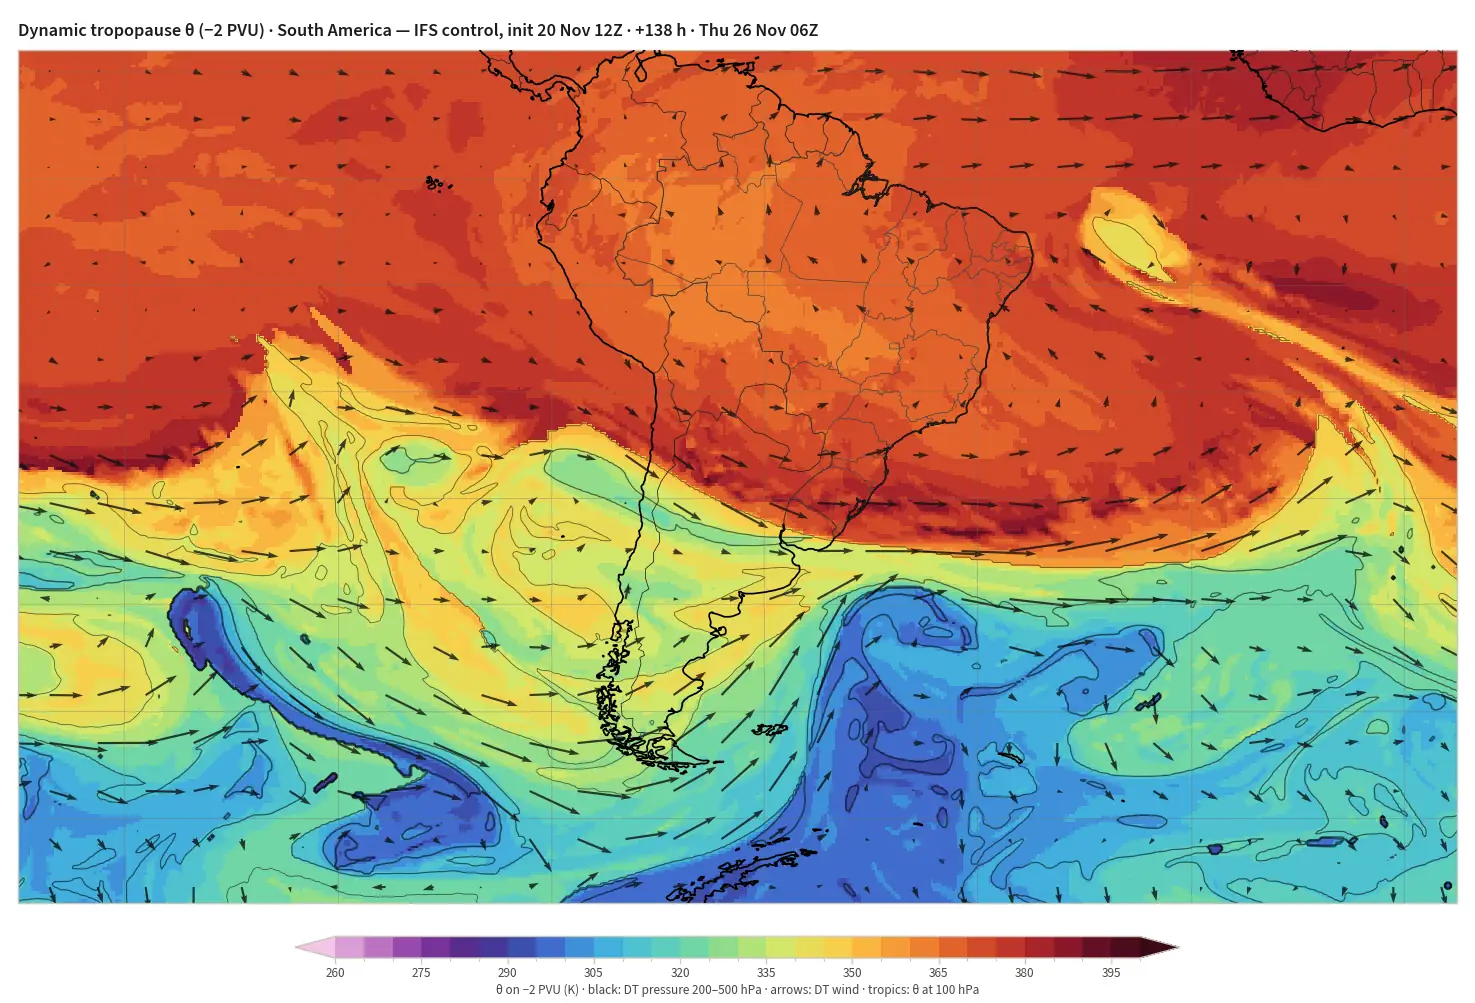 Dynamic tropopause θ (−2 PVU) · South America — IFS control, init 20 Nov 12Z · +138 h · Thu 26 Nov 06Z
260 275 290 305 320 335 350 365 380 395
θ on −2 PVU (K) · black: DT pressure 200–500 hPa · arrows: DT wind · tropics: θ at 100 hPa